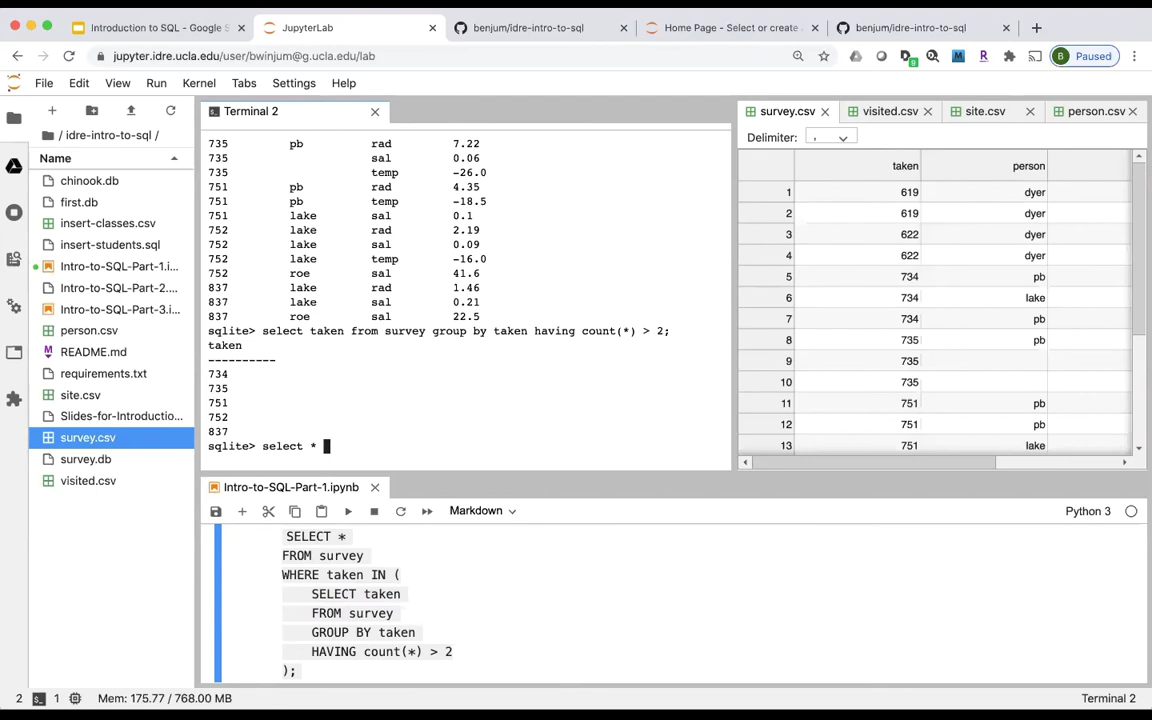 Introduction to SQL - Google S
JupyterLab
benjum/idre-intro-to-sql
Home Page - Select or create
benjum/idre-intro-to-sql
jupyter.idre.ucla.edu/user/bwinjum@g.ucla.edu/lab
9
M
R
B
Paused
File Edit View Run Kernel Tabs Settings Help
/ idre-intro-to-sql /
Name
chinook.db
first.db
insert-classes.csv
insert-students.sql
Intro-to-SQL-Part-1.i...
Intro-to-SQL-Part-2....
Intro-to-SQL-Part-3.i...
person.csv
README.md
requirements.txt
site.csv
Slides-for-Introductio...
survey.csv
survey.db
visited.csv
Terminal 2
735 pb rad 7.22
735 sal 0.06
735 temp -26.0
751 pb rad 4.35
751 pb temp -18.5
751 lake sal 0.1
752 lake rad 2.19
752 lake sal 0.09
752 lake temp -16.0
752 roe sal 41.6
837 lake rad 1.46
837 lake sal 0.21
837 roe sal 22.5
sqlite> select taken from survey group by taken having count(*) > 2;
taken
----------
734
735
751
752
837
sqlite> select *
survey.csv
visited.csv
site.csv
person.csv
Delimiter: ,
taken person
1 619 dyer
2 619 dyer
3 622 dyer
4 622 dyer
5 734 pb
6 734 lake
7 734 pb
8 735 pb
9 735
10 735
11 751 pb
12 751 pb
13 751 lake
Intro-to-SQL-Part-1.ipynb
Markdown
Python 3
SELECT *
FROM survey
WHERE taken IN (
SELECT taken
FROM survey
GROUP BY taken
HAVING count(*) > 2
);
2
1
Mem: 175.77 / 768.00 MB
Terminal 2